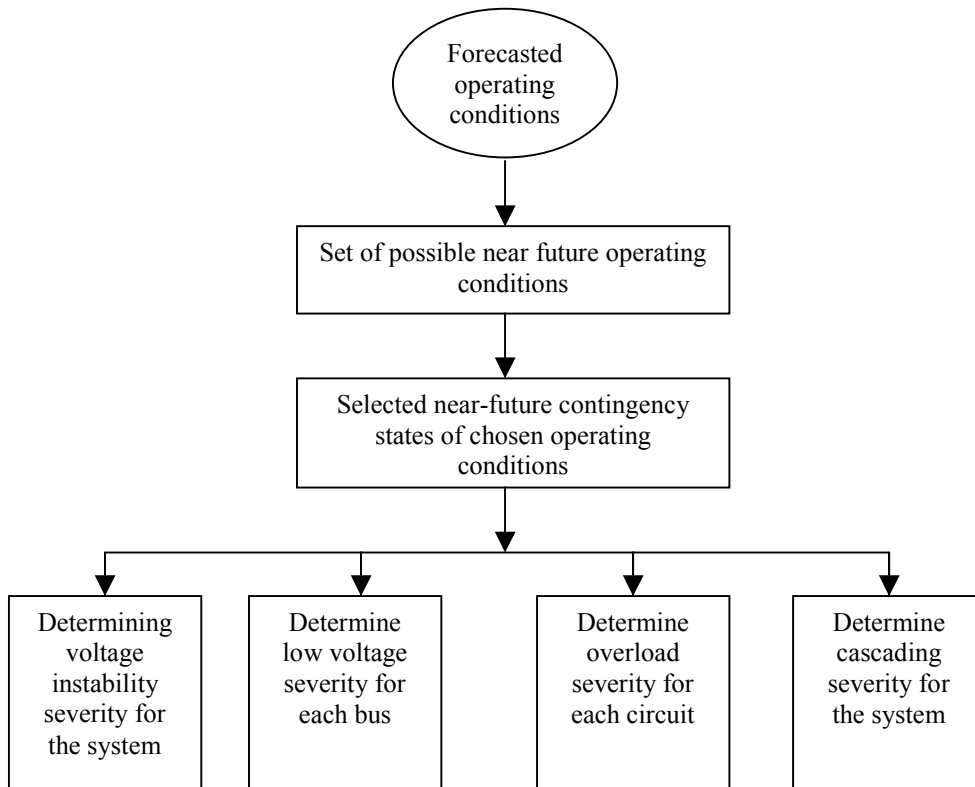 Forecasted
operating
conditions
Set of possible near future operating
conditions
Selected near-future contingency
states of chosen operating
conditions
Determining
voltage
instability
severity for
the system
Determine
low voltage
severity for
each bus
Determine
overload
severity for
each circuit
Determine
cascading
severity for
the system